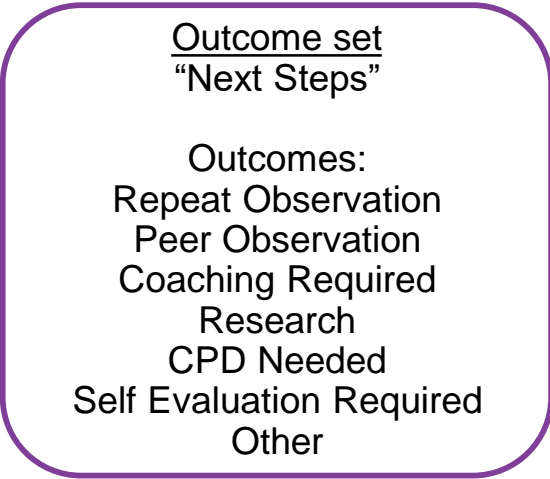 Outcome set
“Next Steps”
Outcomes:
Repeat Observation
Peer Observation
Coaching Required
Research
CPD Needed
Self Evaluation Required
Other